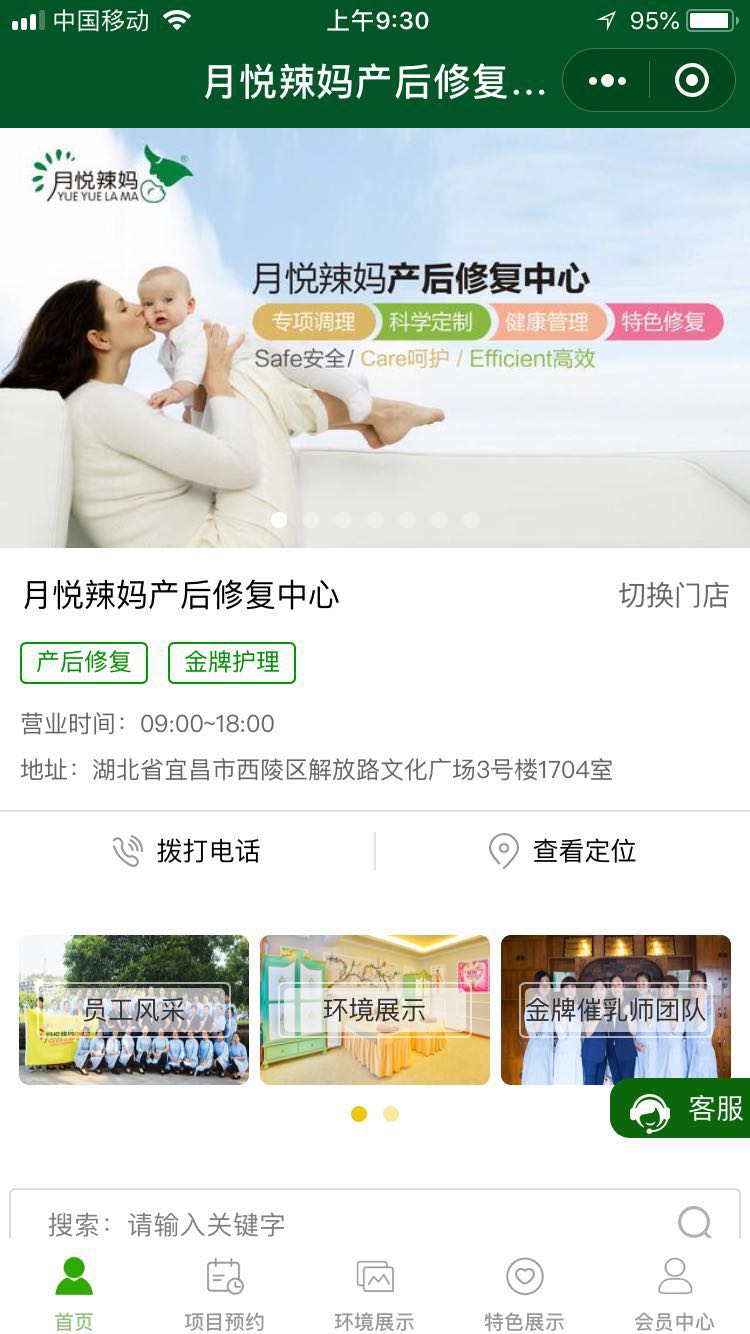 中国移动
上午9:30
95%
月悦辣妈产后修复...
月悦辣妈
YUE YUE LA MA
月悦辣妈产后修复中心
专项调理 科学定制 健康管理 特色修复
Safe安全/ Care呵护 / Efficient高效
月悦辣妈产后修复中心
切换门店
产后修复 金牌护理
营业时间：09:00~18:00
地址：湖北省宜昌市西陵区解放路文化广场3号楼1704室
拨打电话
查看定位
员工风采
环境展示
金牌催乳师团队
客服
搜索：请输入关键字
首页
项目预约
环境展示
特色展示
会员中心